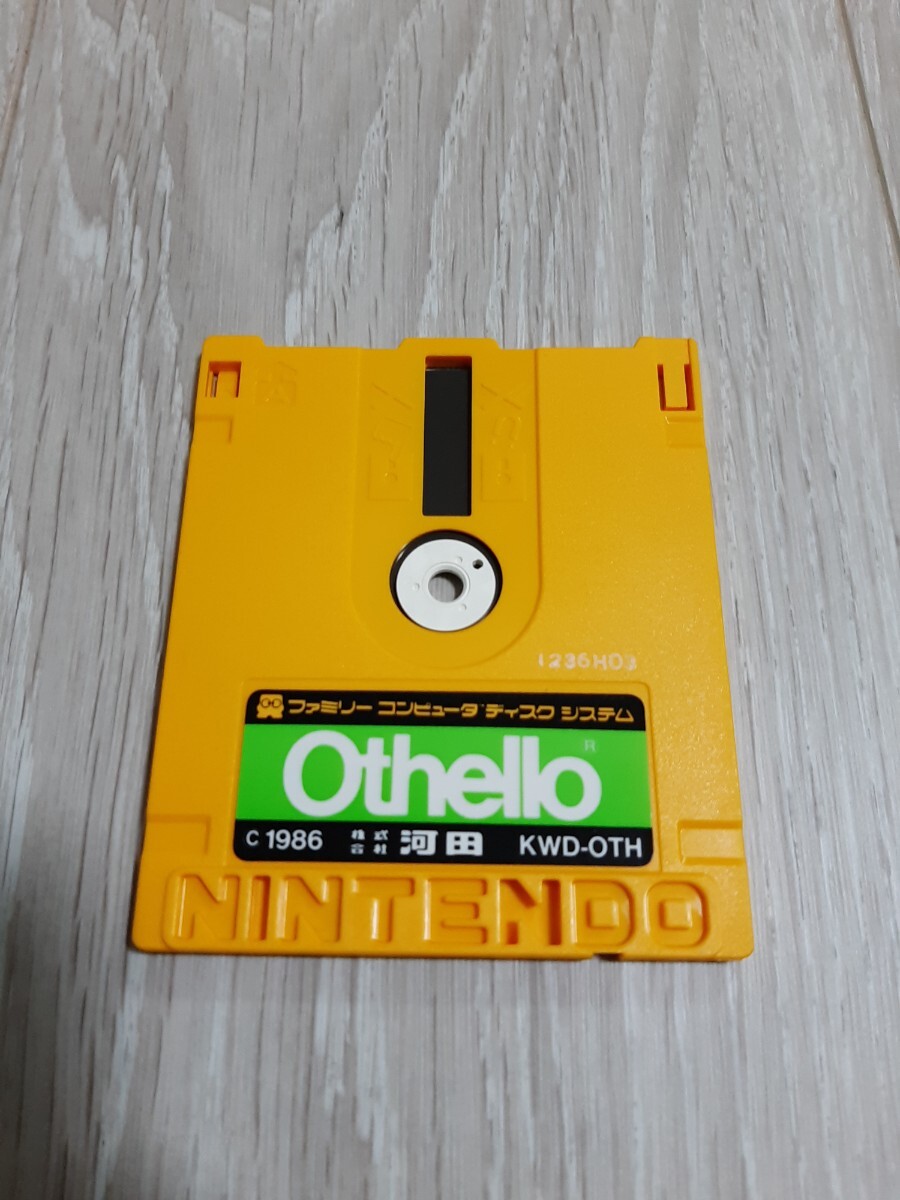 1236H03
ファミリー コンピュータ ディスク システム
Othello R
C 1986 株式会社 河田 KWD-OTH
NINTENDO